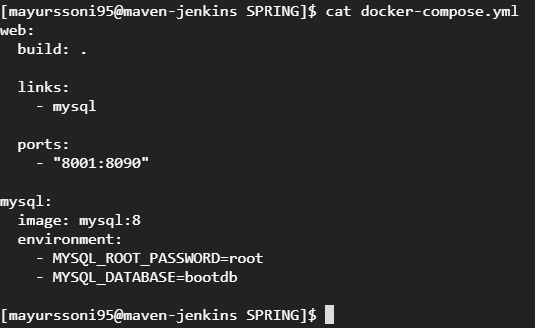 [mayurssoni95@maven-jenkins SPRING]$ cat docker-compose.yml
web:
  build: .
  links:
    - mysql
  ports:
    - "8001:8090"
mysql:
  image: mysql:8
  environment:
    - MYSQL_ROOT_PASSWORD=root
    - MYSQL_DATABASE=bootdb
[mayurssoni95@maven-jenkins SPRING]$